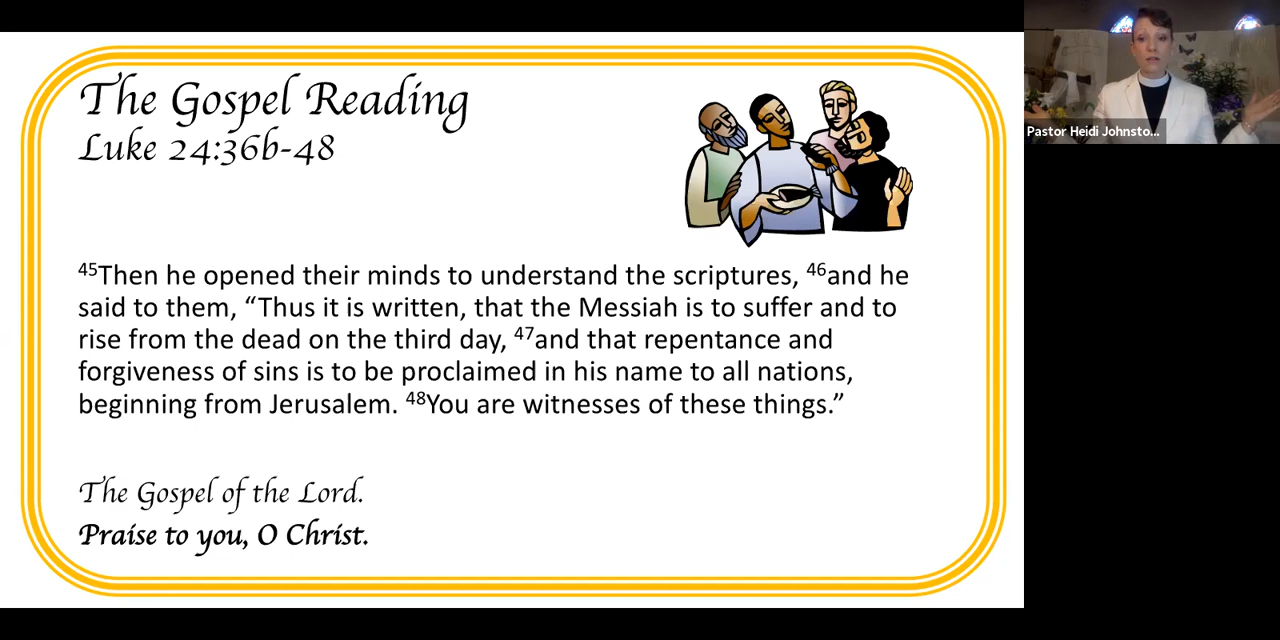 The Gospel Reading
Luke 24:36b-48
45Then he opened their minds to understand the scriptures, 46and he
said to them, “Thus it is written, that the Messiah is to suffer and to
rise from the dead on the third day, 47and that repentance and
forgiveness of sins is to be proclaimed in his name to all nations,
beginning from Jerusalem. 48You are witnesses of these things.”
The Gospel of the Lord.
Praise to you, O Christ.
Pastor Heidi Johnsto...